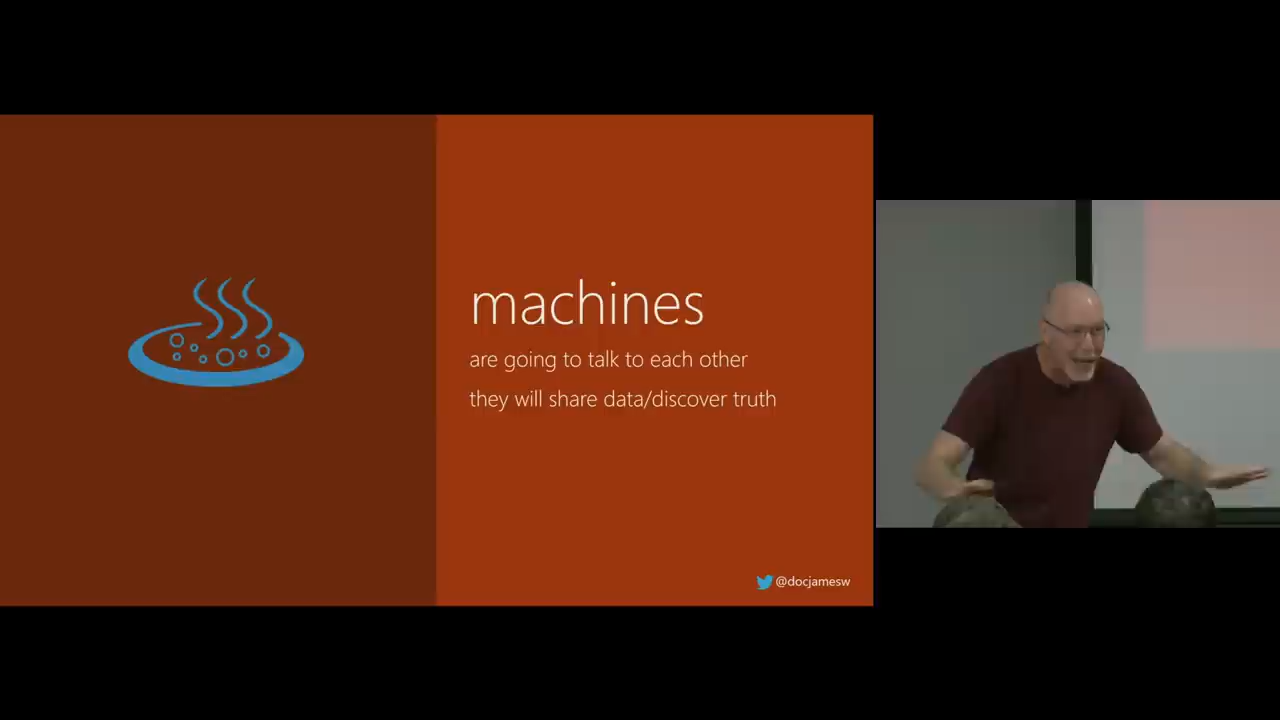 machines
are going to talk to each other
they will share data/discover truth
@docjamesw